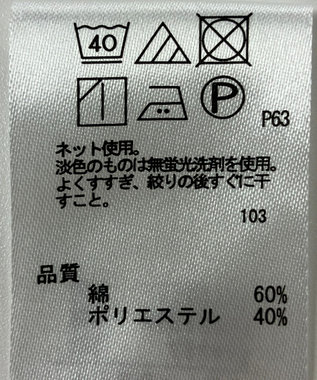 40
P
P63
ネット使用。
淡色のものは無蛍光洗剤を使用。
よくすすぎ、絞りの後すぐに干
すこと。
103
品質
綿 60%
ポリエステル 40%